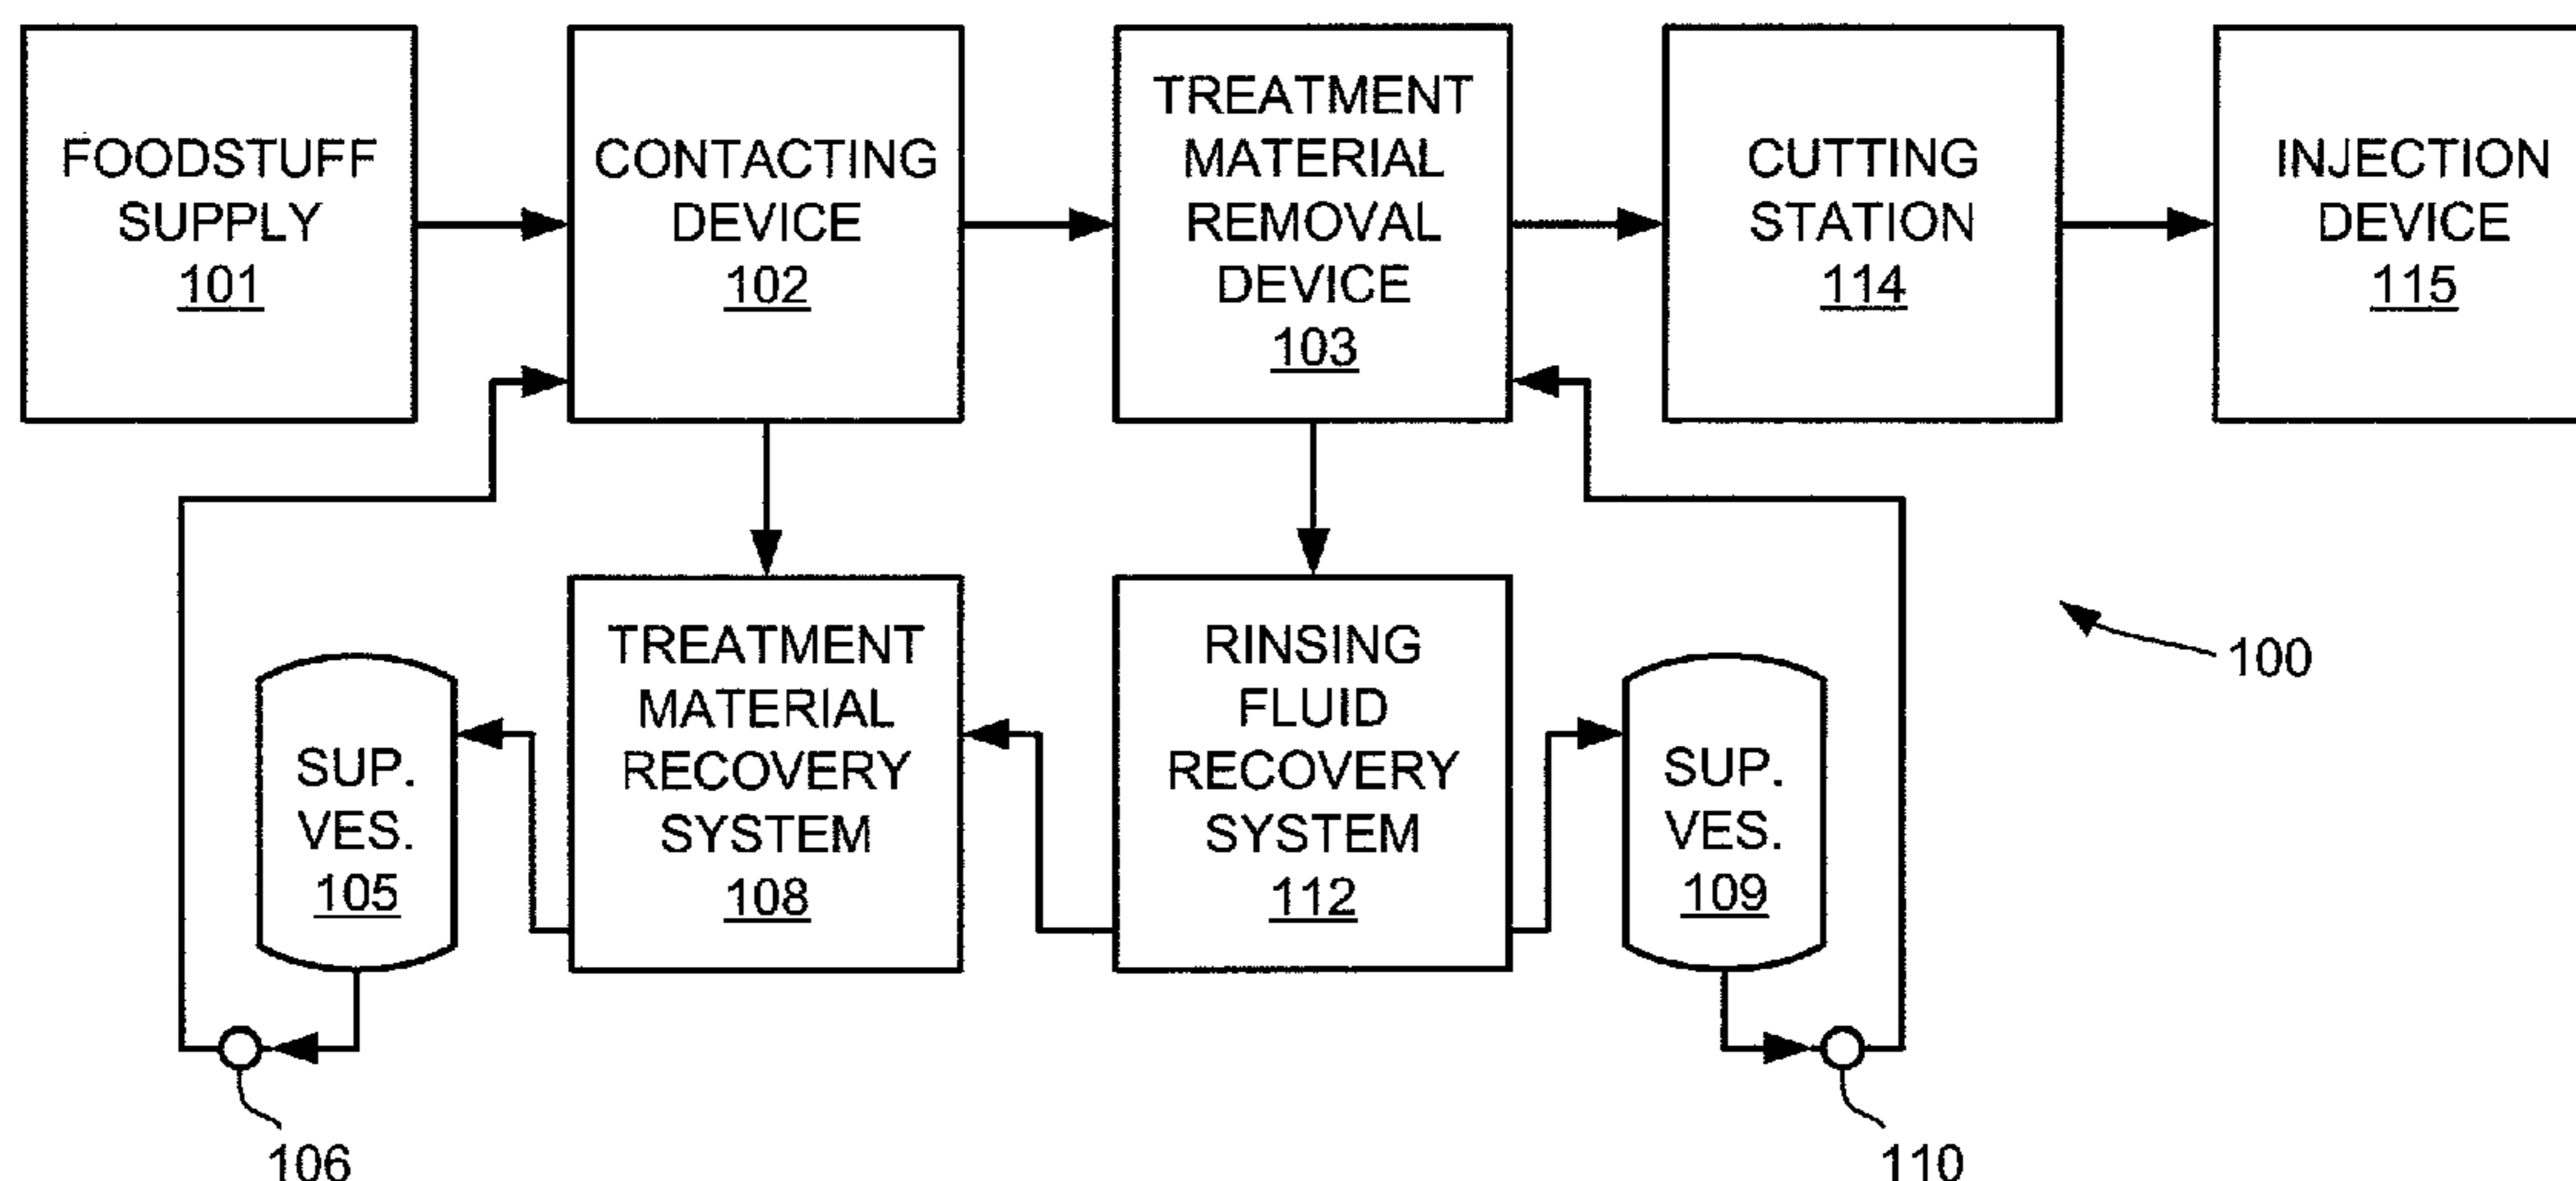 FOODSTUFF
SUPPLY
101
CONTACTING
DEVICE
102
TREATMENT
MATERIAL
REMOVAL
DEVICE
103
CUTTING
STATION
114
INJECTION
DEVICE
115
SUP.
VES.
105
TREATMENT
MATERIAL
RECOVERY
SYSTEM
108
RINSING
FLUID
RECOVERY
SYSTEM
112
SUP.
VES.
109
100
106
110